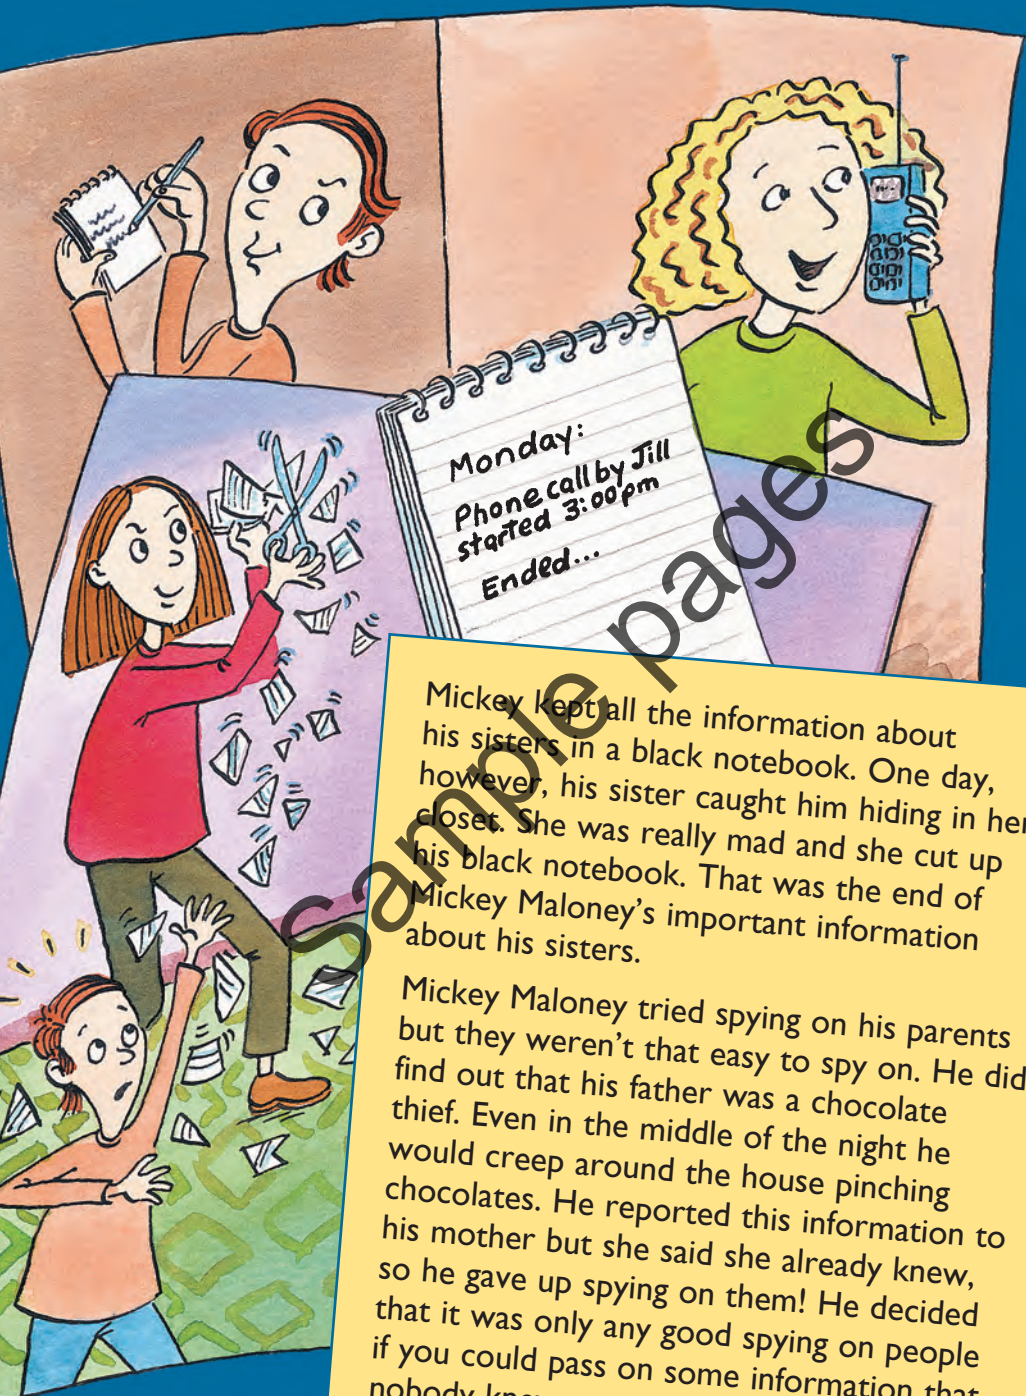 Monday:
Phone call by Jill
started 3:00pm
Ended...
Sample pages
Mickey kept all the information about
his sisters in a black notebook. One day,
however, his sister caught him hiding in her
closet. She was really mad and she cut up
his black notebook. That was the end of
Mickey Maloney's important information
about his sisters.
Mickey Maloney tried spying on his parents
but they weren't that easy to spy on. He did
find out that his father was a chocolate
thief. Even in the middle of the night he
would creep around the house pinching
chocolates. He reported this information to
his mother but she said she already knew,
so he gave up spying on them! He decided
that it was only any good spying on people
if you could pass on some information that
nobody